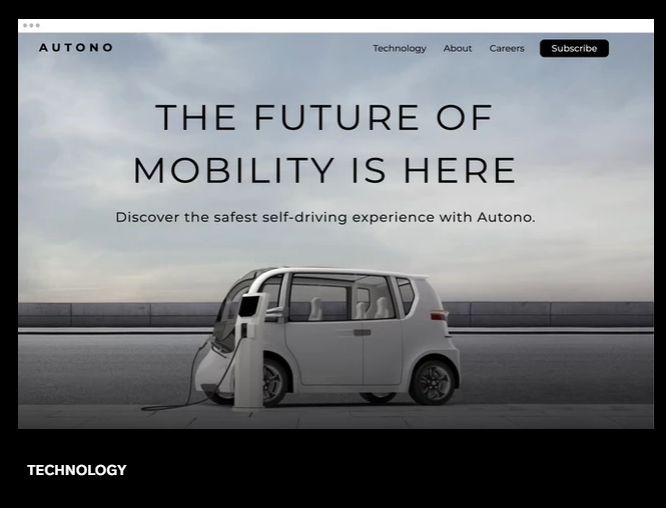 AUTONO
Technology About Careers Subscribe
THE FUTURE OF
MOBILITY IS HERE
Discover the safest self-driving experience with Autono.
TECHNOLOGY